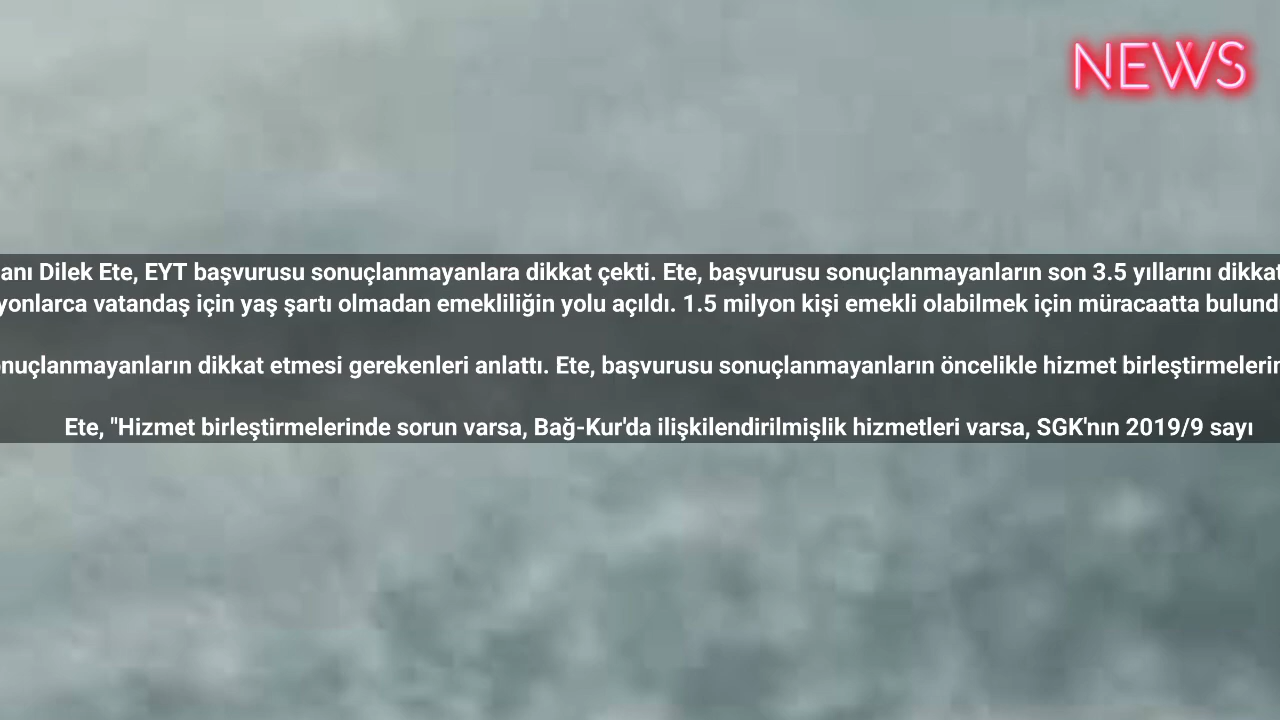 NEWS
anı Dilek Ete, EYT başvurusu sonuçlanmayanlara dikkat çekti. Ete, başvurusu sonuçlanmayanların son 3.5 yıllarını dikkat
yonlarca vatandaş için yaş şartı olmadan emekliliğin yolu açıldı. 1.5 milyon kişi emekli olabilmek için müracaatta bulund
onuçlanmayanların dikkat etmesi gerekenleri anlattı. Ete, başvurusu sonuçlanmayanların öncelikle hizmet birleştirmelerin
Ete, "Hizmet birleştirmelerinde sorun varsa, Bağ-Kur'da ilişkilendirilmişlik hizmetleri varsa, SGK'nın 2019/9 sayı